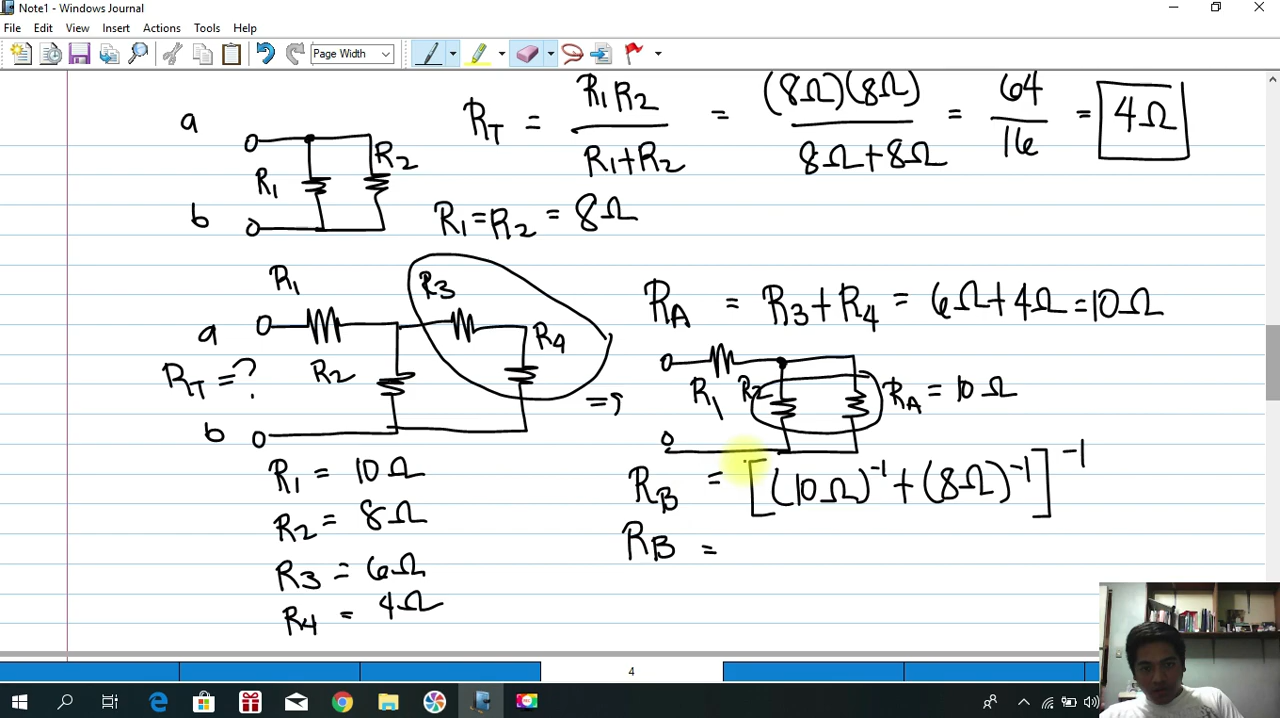 Note1 - Windows Journal
File Edit View Insert Actions Tools Help
Page Width
a
b
R1
R2
RT = R1R2 / R1+R2 = (8Ω)(8Ω) / 8Ω+8Ω = 64 / 16 = 4Ω
R1=R2 = 8Ω
R1
R3
a
R4
RT =?
R2
b
R1 = 10Ω
R2 = 8Ω
R3 = 6Ω
R4 = 4Ω
RA = R3+R4 = 6Ω+4Ω=10Ω
R1 R2 RA = 10Ω
RB = [(10Ω)⁻¹+(8Ω)⁻¹]⁻¹
RB =
4